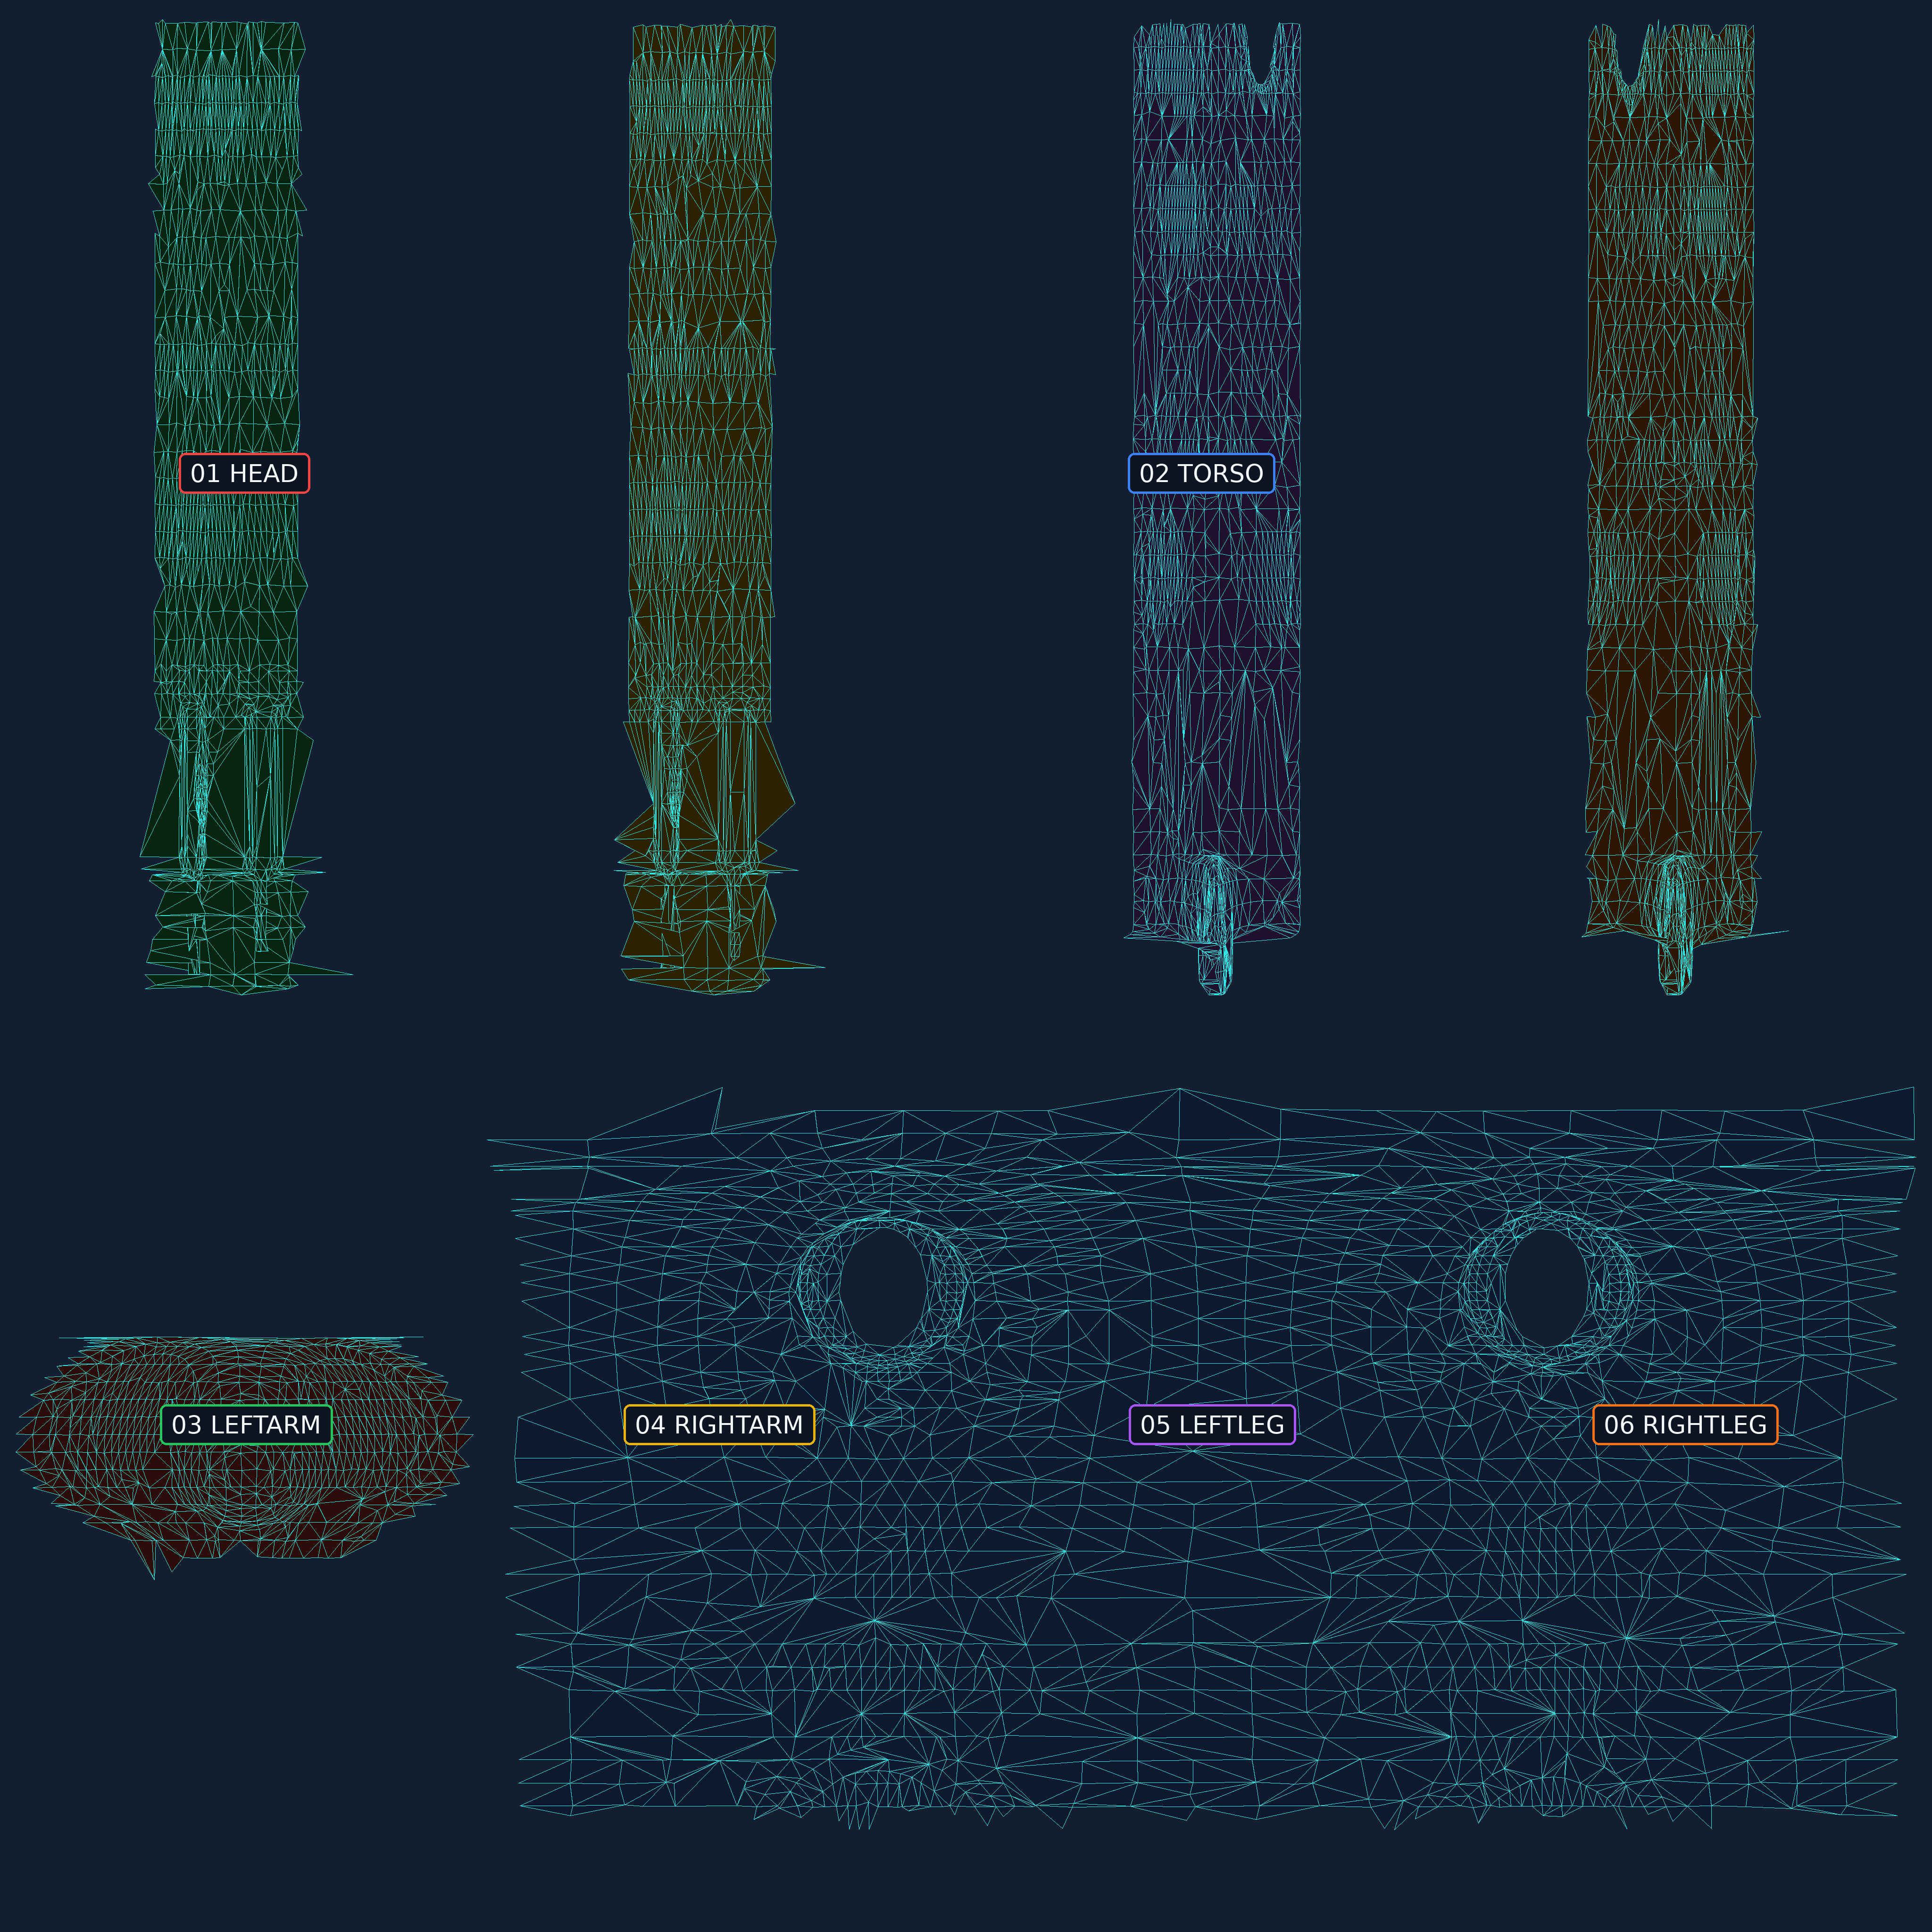 01 HEAD
02 TORSO
03 LEFTARM
04 RIGHTARM
05 LEFTLEG
06 RIGHTLEG